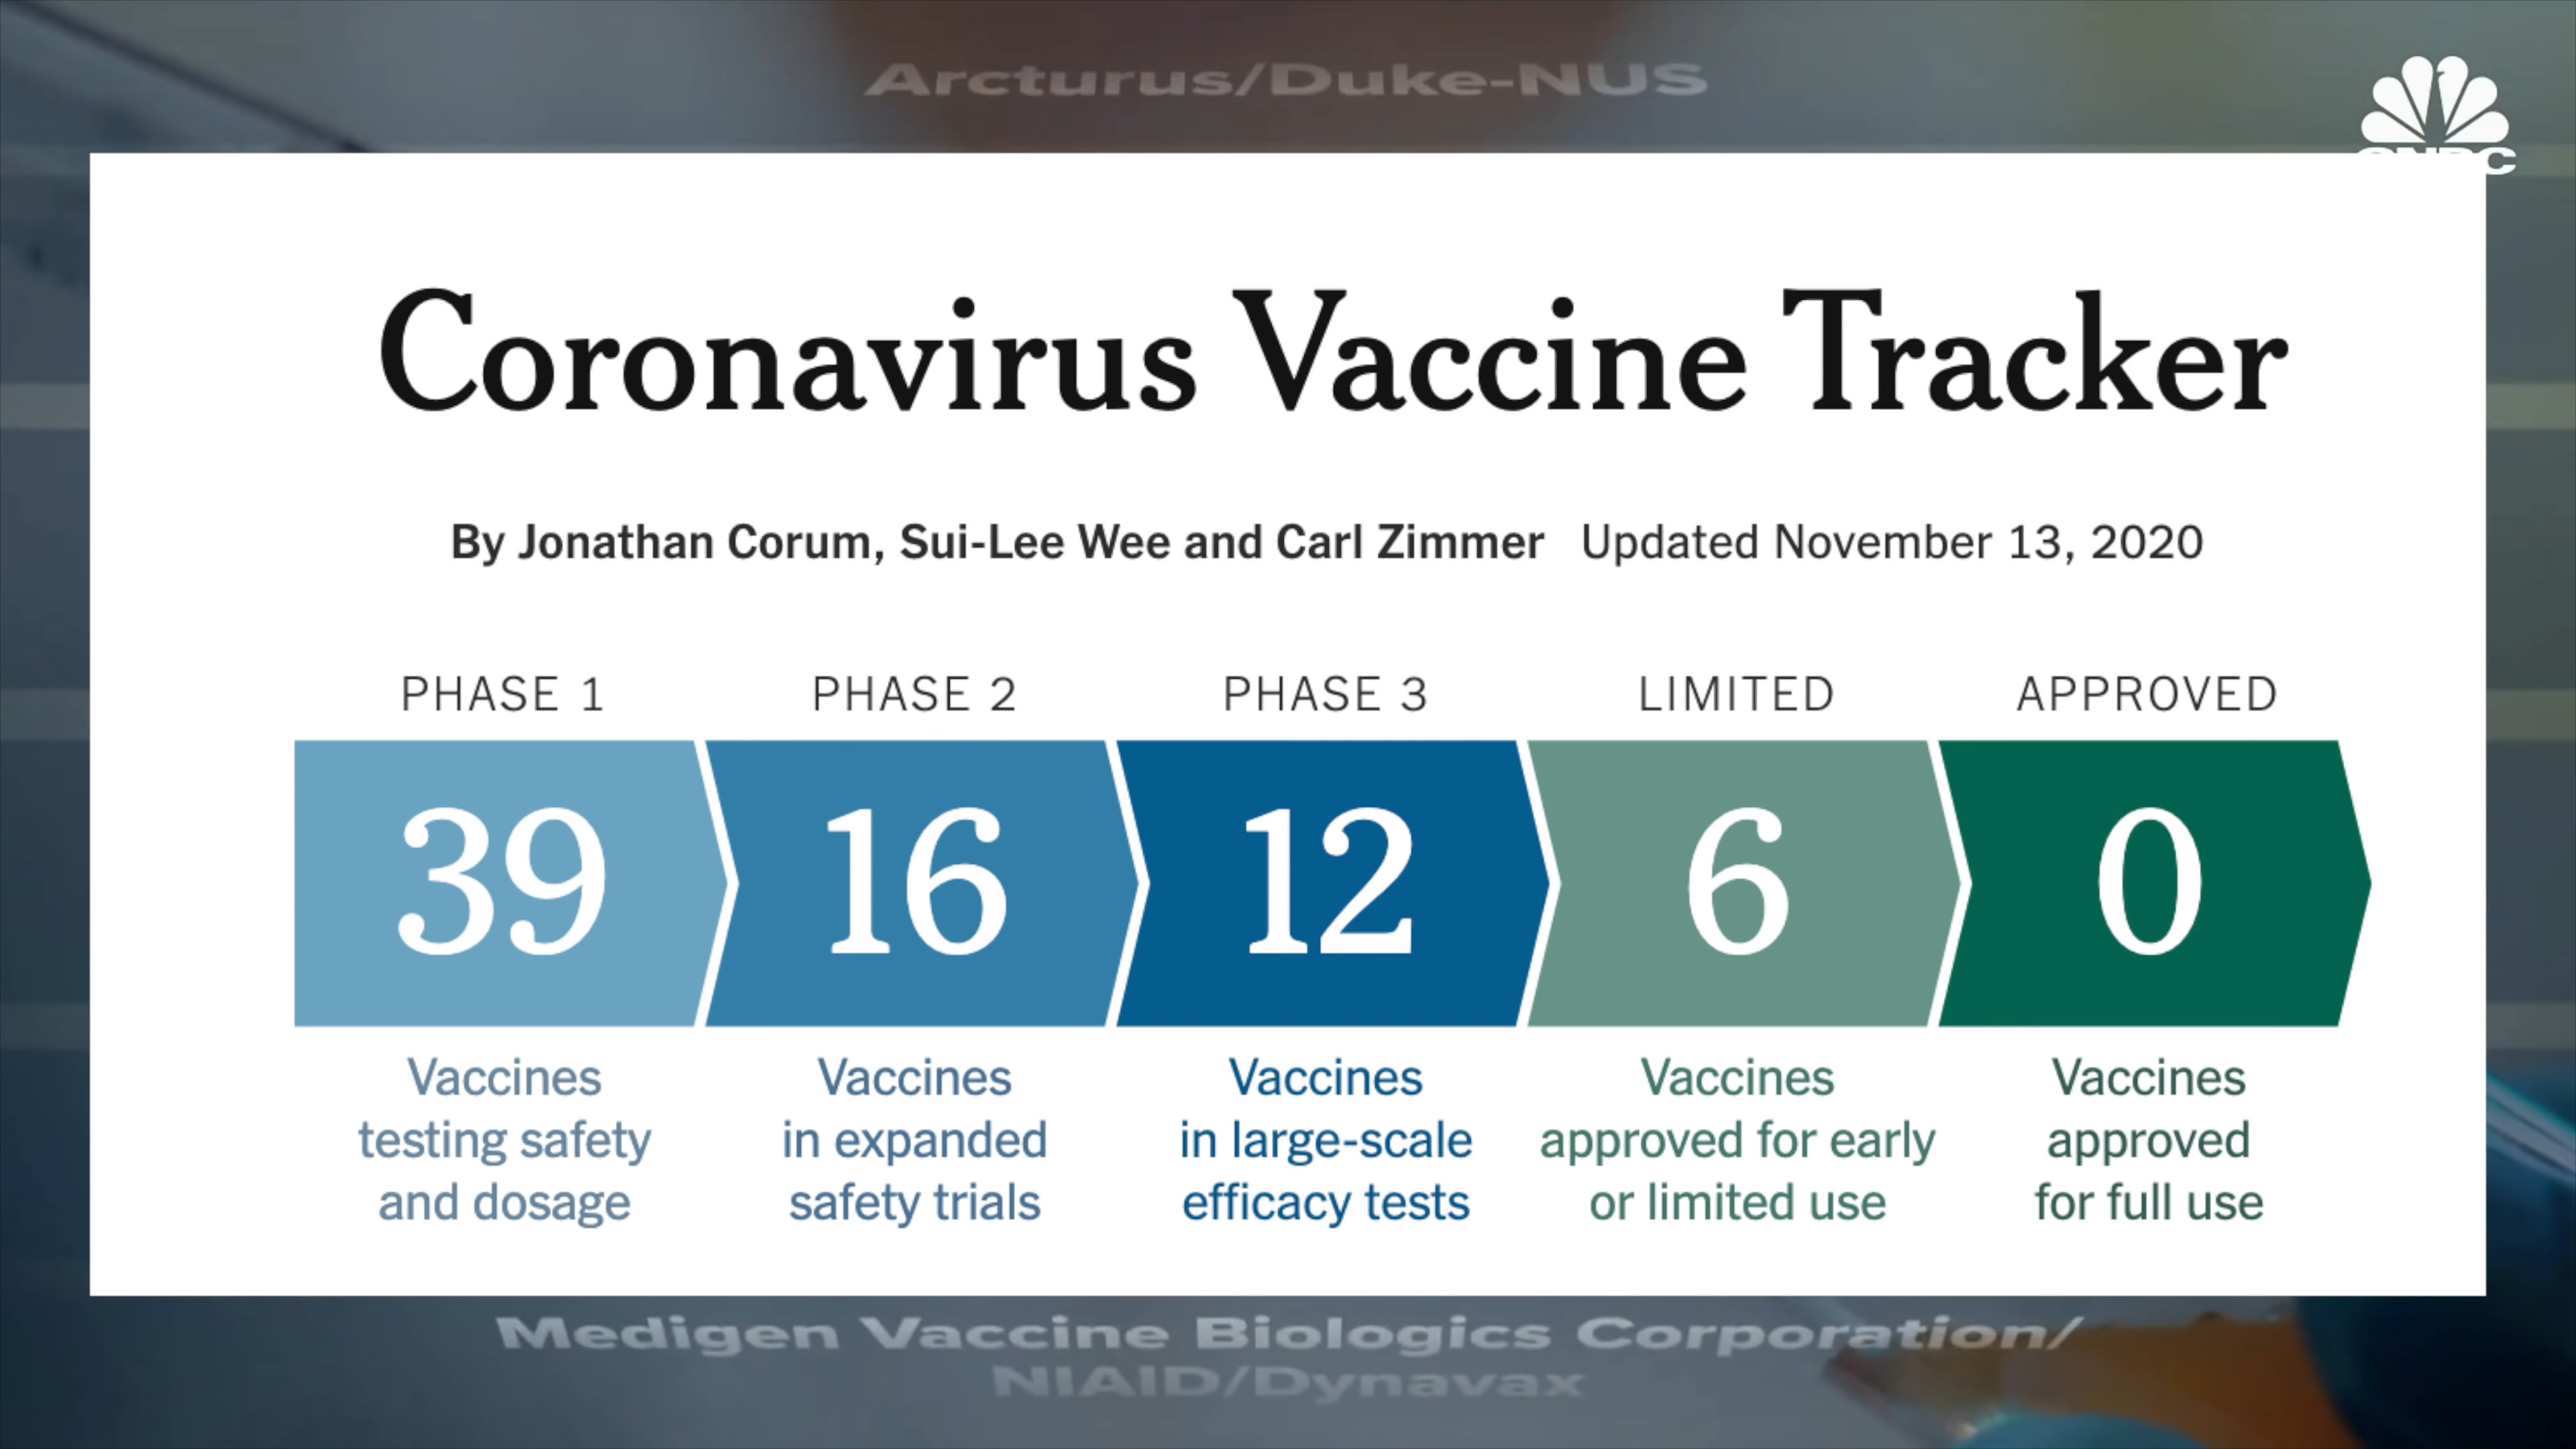 Arcturus/Duke-NUS
Coronavirus Vaccine Tracker
By Jonathan Corum, Sui-Lee Wee and Carl Zimmer Updated November 13, 2020
PHASE 1 PHASE 2 PHASE 3 LIMITED APPROVED
39 16 12 6 0
Vaccines
testing safety
and dosage
Vaccines
in expanded
safety trials
Vaccines
in large-scale
efficacy tests
Vaccines
approved for early
or limited use
Vaccines
approved
for full use
Medigen Vaccine Biologics Corporation/
NIAID/Dynavax